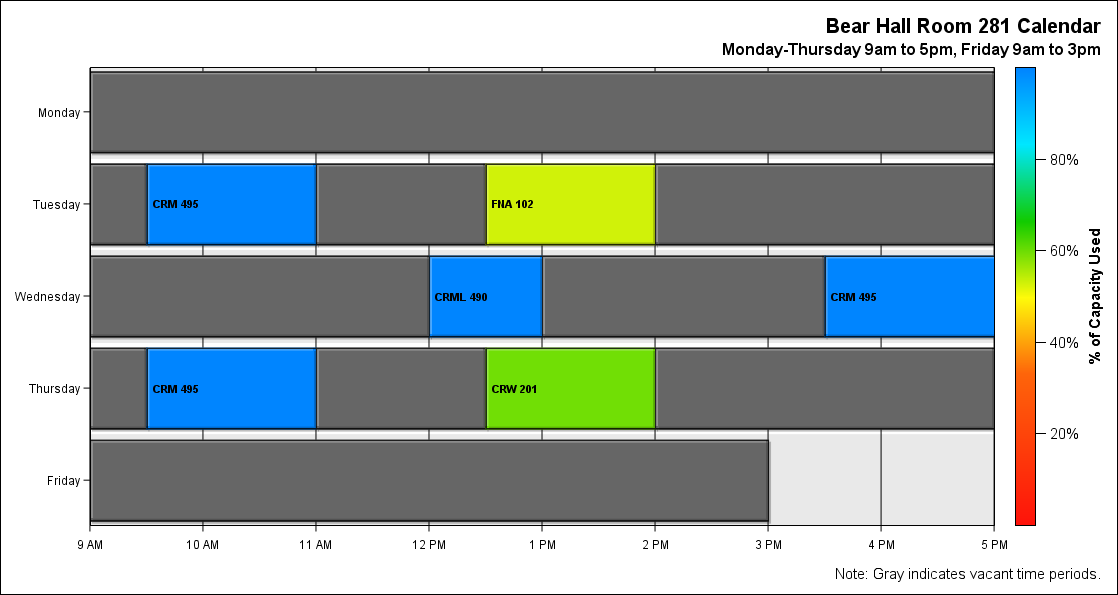 Bear Hall Room 281 Calendar
Monday-Thursday 9am to 5pm, Friday 9am to 3pm
Monday
Tuesday
CRM 495
FNA 102
Wednesday
CRML 490
CRM 495
Thursday
CRM 495
CRW 201
Friday
9 AM
10 AM
11 AM
12 PM
1 PM
2 PM
3 PM
4 PM
5 PM
80%
60%
40%
20%
% of Capacity Used
Note: Gray indicates vacant time periods.